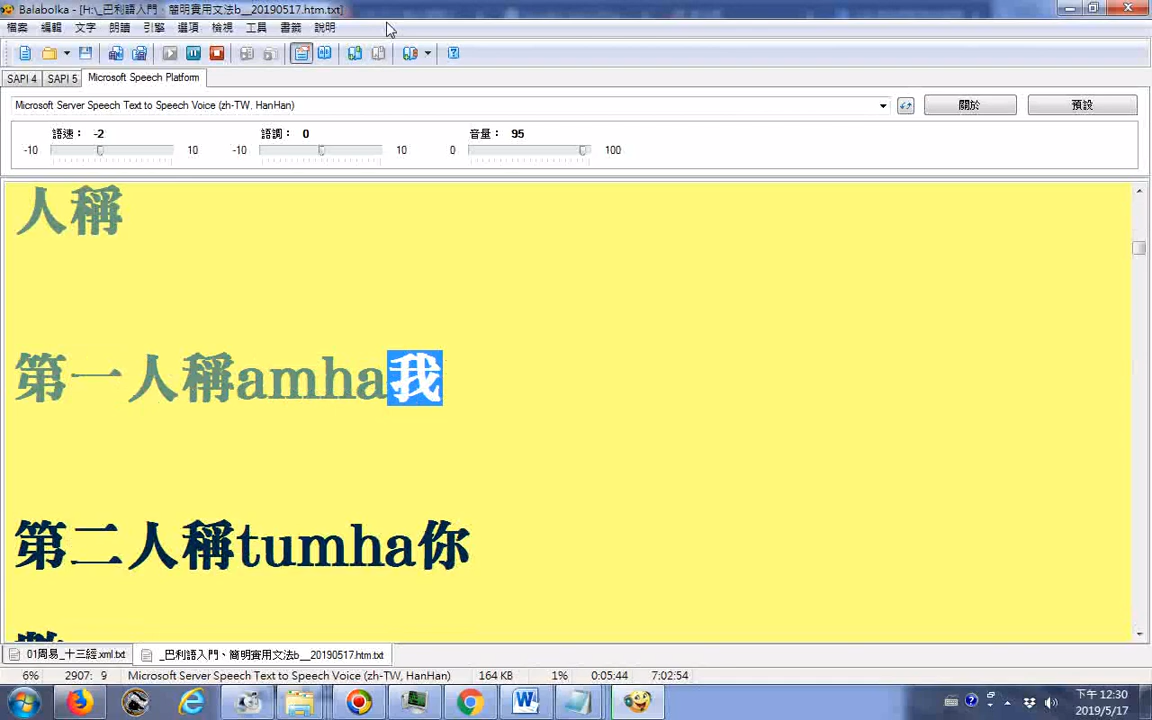 Balabolka - [H:\_巴利語入門、簡明實用文法b__20190517.htm.txt]
檔案 編輯 文字 朗讀 引擎 選項 檢視 工具 書籤 說明
SAPI 4 SAPI 5 Microsoft Speech Platform
Microsoft Server Speech Text to Speech Voice (zh-TW, HanHan) 關於 預設
語速： -2 語調： 0 音量： 95
-10 10 -10 10 0 100
人稱
第一人稱amha我
第二人稱tumha你
01周易_十三經.xml.txt _巴利語入門、簡明實用文法b__20190517.htm.txt
6% 2907: 9 Microsoft Server Speech Text to Speech Voice (zh-TW, HanHan) 164 KB 1% 0:05:44 7:02:54
下午 12:30
2019/5/17